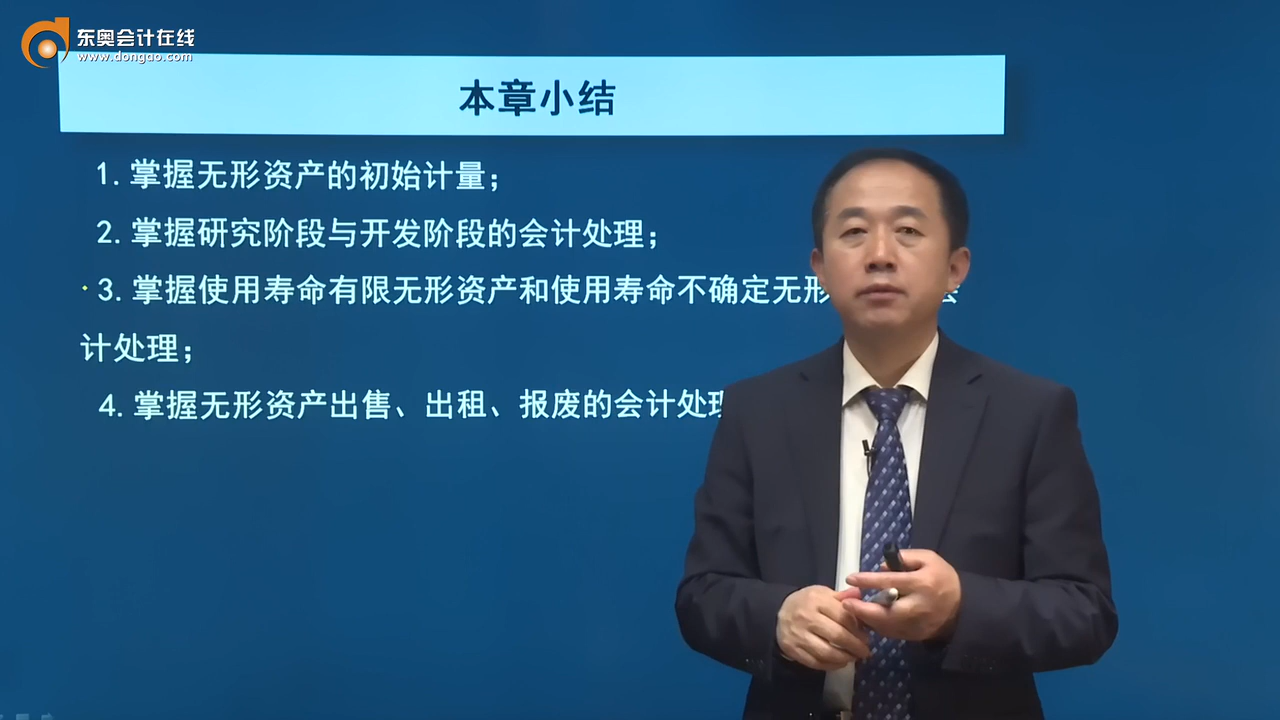 东奥会计在线
www.dongao.com
本章小结
1.掌握无形资产的初始计量；
2.掌握研究阶段与开发阶段的会计处理；
3.掌握使用寿命有限无形资产和使用寿命不确定无形
计处理；
4.掌握无形资产出售、出租、报废的会计处理